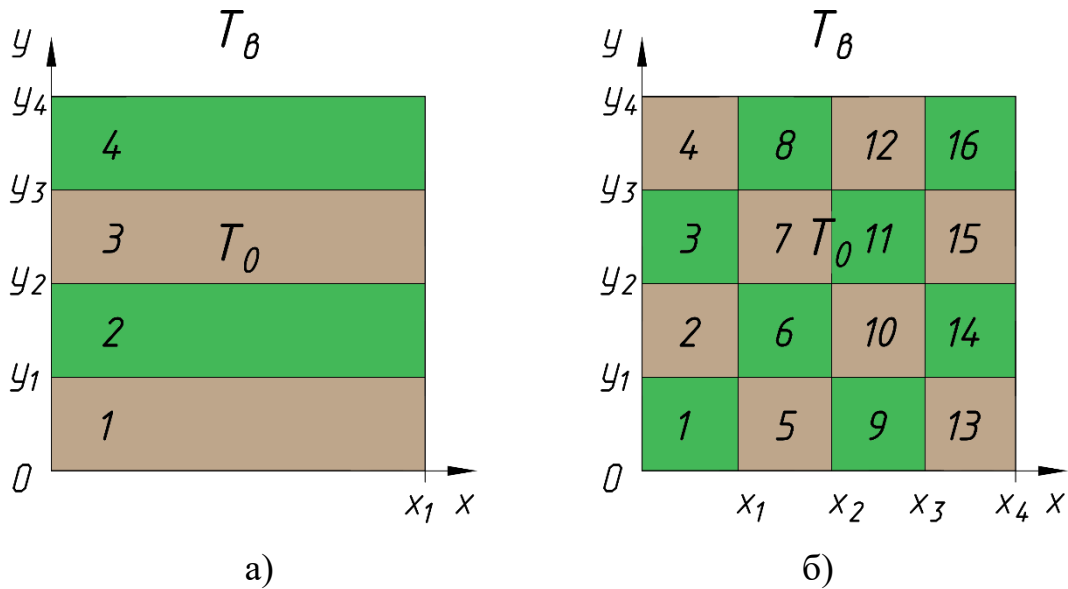 T_в T_в
y y
y₄ y₄
4 4 8 12 16
y₃ y₃
3 T₀ 3 7 T₀ 11 15
y₂ y₂
2 2 6 10 14
y₁ y₁
1 1 5 9 13
0 0
x₁ x x₁ x₂ x₃ x₄ x
а) б)